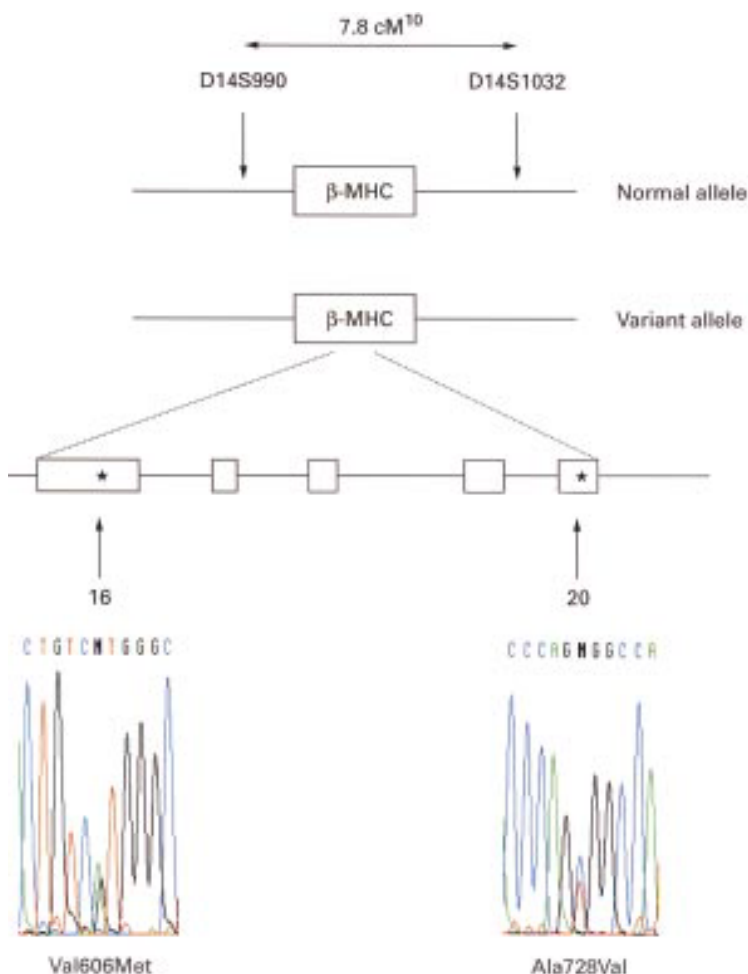 7.8 cM10
D14S990 D14S1032
β-MHC Normal allele
β-MHC Variant allele
* *
16 20
CTGTCNTGGGC CCCAGNGGCCA
Val606Met Ala728Val